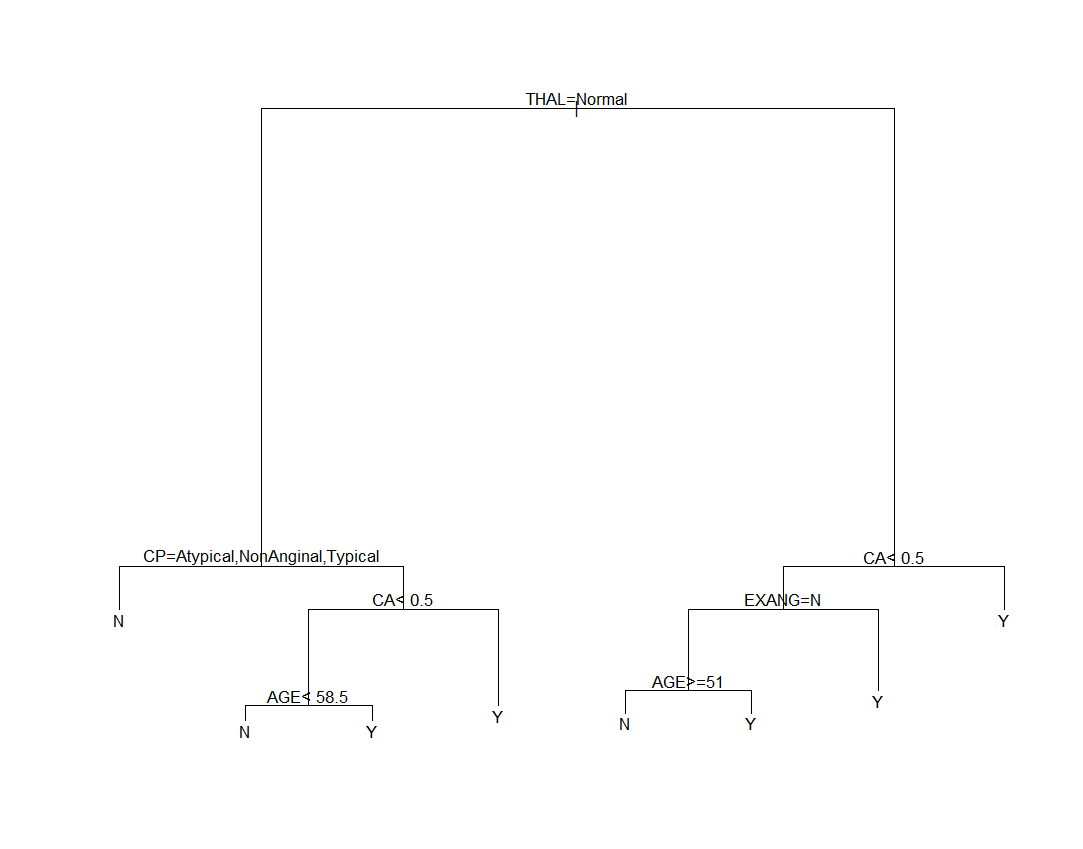 THAL=Normal
CP=Atypical,NonAnginal,Typical
CA< 0.5
CA< 0.5
EXANG=N
N
Y
AGE>=51
AGE< 58.5
Y
Y
N
Y
N
Y